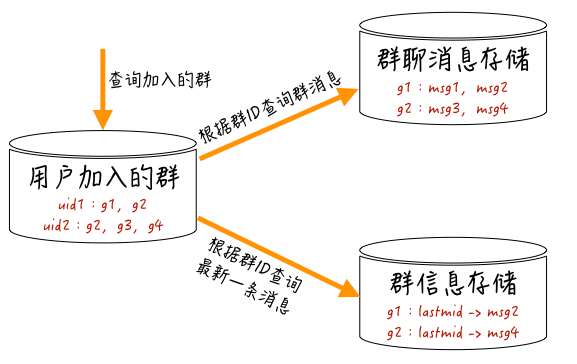 查询加入的群
用户加入的群
uid1：g1，g2
uid2：g2，g3，g4
根据群ID查询群消息
群聊消息存储
g1：msg1，msg2
g2：msg3，msg4
根据群ID查询
最新一条消息
群信息存储
g1：lastmid -> msg2
g2：lastmid -> msg4